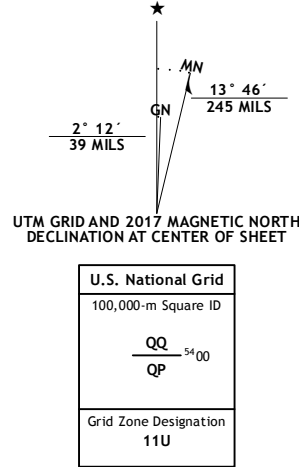 ★
MN
GN
13° 46´
245 MILS
2° 12´
39 MILS
UTM GRID AND 2017 MAGNETIC NORTH
DECLINATION AT CENTER OF SHEET
U.S. National Grid
100,000-m Square ID
QQ
5400
QP
Grid Zone Designation
11U